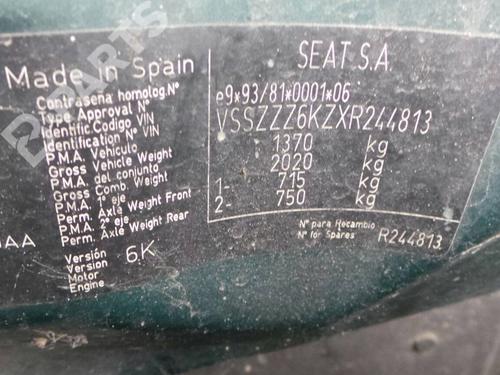 SEAT S.A.
Made in Spain
Contraseña homolog.Nº e9*93/81*0001*06
Type Approval Nº
Identific Codigo VIN VSSZZZ6KZXR244813
Identification Nº VIN
P.M.A. Vehiculo 1370 kg
Gross Vehicle Weight
P.M.A. del conjunto 2020 kg
Gross Comb. Weight
P.M.A. 1º eje 1- 715 kg
Perm. Axle Weight Front
P.M.A. 2º eje 2- 750 kg
Perm. Axle Weight Rear
Nº para Recambio
Nº for Spares R244813
AA
Versión 6K
Version
Motor
Engine